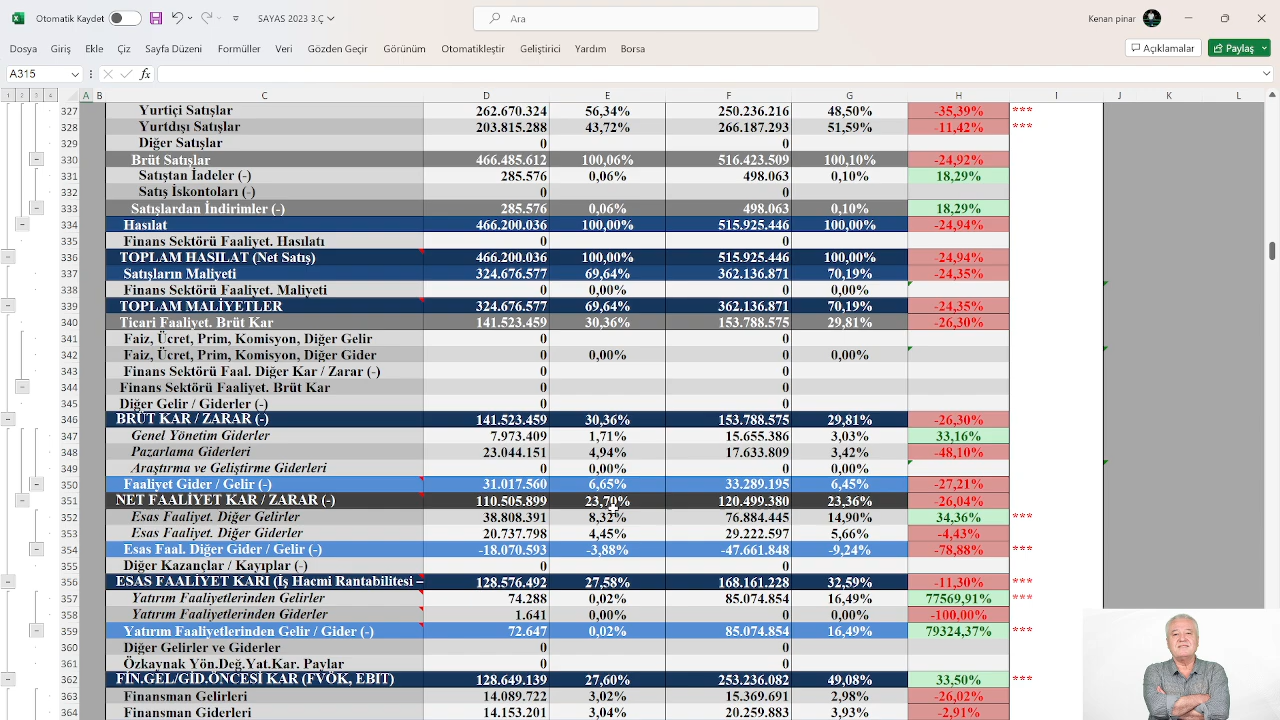 Otomatik Kaydet SAYAS 2023 3.Ç Ara Kenan pinar
Dosya Giriş Ekle Çiz Sayfa Düzeni Formüller Veri Gözden Geçir Görünüm Otomatikleştir Geliştirici Yardım Borsa Açıklamalar Paylaş
A315 fx
1 2 3 4 A B C D E F G H I J K L
327 Yurtiçi Satışlar 262.670.324 56,34% 250.236.216 48,50% -35,39% ***
328 Yurtdışı Satışlar 203.815.288 43,72% 266.187.293 51,59% -11,42% ***
329 Diğer Satışlar 0 0
330 Brüt Satışlar 466.485.612 100,06% 516.423.509 100,10% -24,92%
331 Satıştan İadeler (-) 285.576 0,06% 498.063 0,10% 18,29%
332 Satış İskontoları (-) 0 0
333 Satışlardan İndirimler (-) 285.576 0,06% 498.063 0,10% 18,29%
334 Hasılat 466.200.036 100,00% 515.925.446 100,00% -24,94%
335 Finans Sektörü Faaliyet. Hasılatı 0 0
336 TOPLAM HASILAT (Net Satış) 466.200.036 100,00% 515.925.446 100,00% -24,94%
337 Satışların Maliyeti 324.676.577 69,64% 362.136.871 70,19% -24,35%
338 Finans Sektörü Faaliyet. Maliyeti 0 0,00% 0 0,00%
339 TOPLAM MALİYETLER 324.676.577 69,64% 362.136.871 70,19% -24,35%
340 Ticari Faaliyet. Brüt Kar 141.523.459 30,36% 153.788.575 29,81% -26,30%
341 Faiz, Ücret, Prim, Komisyon, Diğer Gelir 0 0
342 Faiz, Ücret, Prim, Komisyon, Diğer Gider 0 0,00% 0 0,00%
343 Finans Sektörü Faal. Diğer Kar / Zarar (-) 0 0
344 Finans Sektörü Faaliyet. Brüt Kar 0 0
345 Diğer Gelir / Giderler (-) 0 0
346 BRÜT KAR / ZARAR (-) 141.523.459 30,36% 153.788.575 29,81% -26,30%
347 Genel Yönetim Giderler 7.973.409 1,71% 15.655.386 3,03% 33,16%
348 Pazarlama Giderleri 23.044.151 4,94% 17.633.809 3,42% -48,10%
349 Araştırma ve Geliştirme Giderleri 0 0,00% 0 0,00%
350 Faaliyet Gider / Gelir (-) 31.017.560 6,65% 33.289.195 6,45% -27,21%
351 NET FAALİYET KAR / ZARAR (-) 110.505.899 23,70% 120.499.380 23,36% -26,04%
352 Esas Faaliyet. Diğer Gelirler 38.808.391 8,32% 76.884.445 14,90% 34,36% ***
353 Esas Faaliyet. Diğer Giderler 20.737.798 4,45% 29.222.597 5,66% -4,43%
354 Esas Faal. Diğer Gider / Gelir (-) -18.070.593 -3,88% -47.661.848 -9,24% -78,88% ***
355 Diğer Kazançlar / Kayıplar (-) 0 0
356 ESAS FAALİYET KARI (İş Hacmi Rantabilitesi – 128.576.492 27,58% 168.161.228 32,59% -11,30% ***
357 Yatırım Faaliyetlerinden Gelirler 74.288 0,02% 85.074.854 16,49% 77569,91% ***
358 Yatırım Faaliyetlerinden Giderler 1.641 0,00% 0 0,00% -100,00%
359 Yatırım Faaliyetlerinden Gelir / Gider (-) 72.647 0,02% 85.074.854 16,49% 79324,37% ***
360 Diğer Gelirler ve Giderler 0 0
361 Özkaynak Yön.Değ.Yat.Kar. Paylar 0 0
362 FİN.GEL/GİD.ÖNCESİ KAR (FVÖK, EBIT) 128.649.139 27,60% 253.236.082 49,08% 33,50% ***
363 Finansman Gelirleri 14.089.722 3,02% 15.369.691 2,98% -26,02%
364 Finansman Giderleri 14.153.201 3,04% 20.259.883 3,93% -2,91%